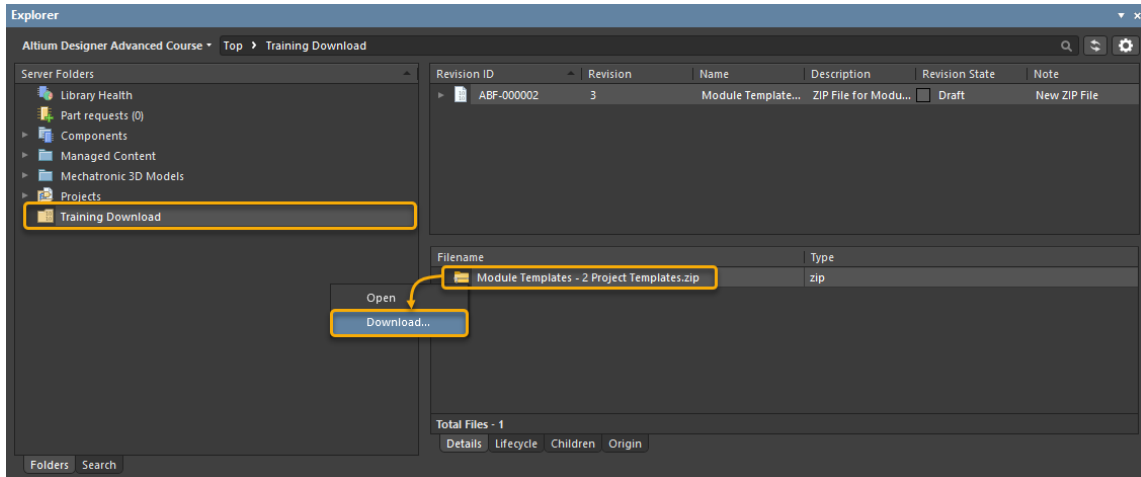 Explorer
Altium Designer Advanced Course Top Training Download
Server Folders
Library Health
Part requests (0)
Components
Managed Content
Mechatronic 3D Models
Projects
Training Download
Folders Search
Revision ID Revision Name Description Revision State Note
ABF-000002 3 Module Template... ZIP File for Modu... Draft New ZIP File
Filename Type
Module Templates - 2 Project Templates.zip zip
Open
Download...
Total Files - 1
Details Lifecycle Children Origin